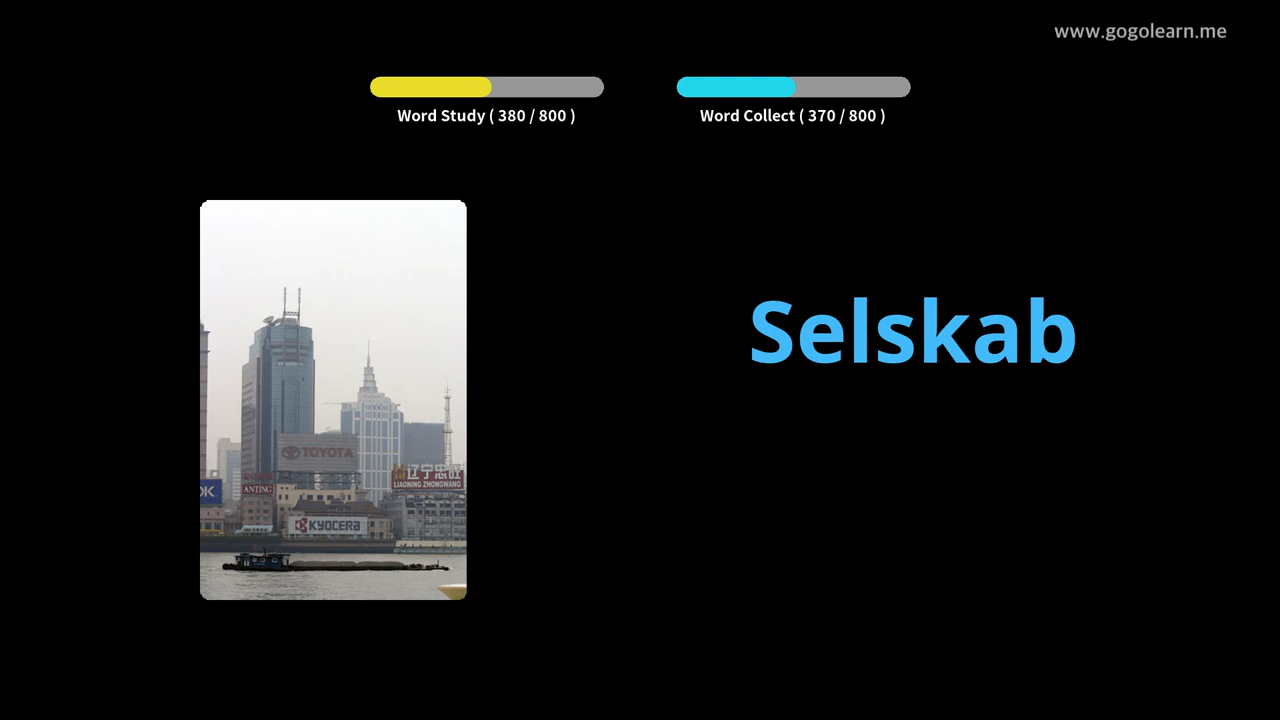 www.gogolearn.me
Word Study ( 380 / 800 )
Word Collect ( 370 / 800 )
Selskab
TOYOTA
辽宁忠旺
LIAONING ZHONGWANG
OK
ANTING
KYOCERA